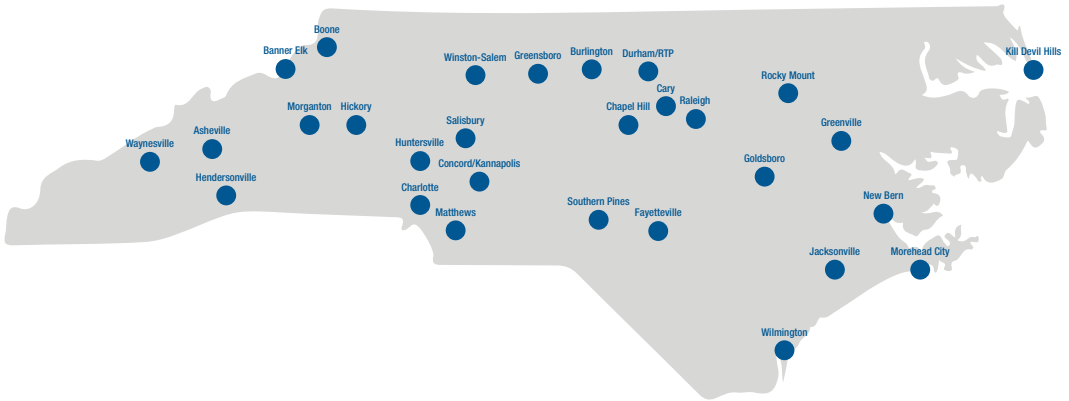 Boone
Banner Elk
Kill Devil Hills
Winston-Salem
Greensboro
Burlington
Durham/RTP
Rocky Mount
Cary
Raleigh
Chapel Hill
Morganton
Hickory
Salisbury
Greenville
Asheville
Waynesville
Huntersville
Concord/Kannapolis
Goldsboro
Hendersonville
Charlotte
New Bern
Southern Pines
Fayetteville
Matthews
Jacksonville
Morehead City
Wilmington